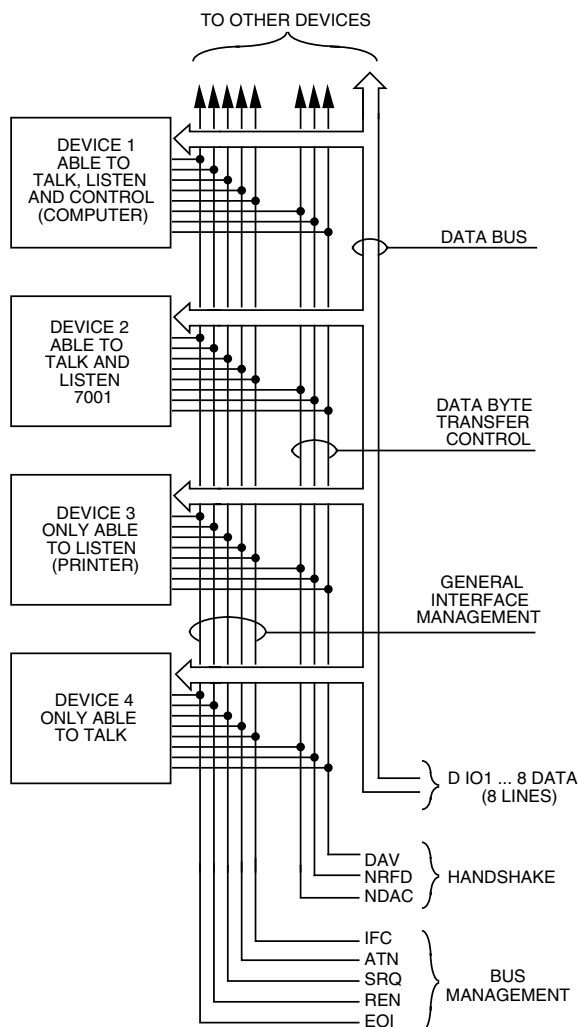 TO OTHER DEVICES
DEVICE 1
ABLE TO
TALK, LISTEN
AND CONTROL
(COMPUTER)
DATA BUS
DEVICE 2
ABLE TO
TALK AND
LISTEN
7001
DATA BYTE
TRANSFER
CONTROL
DEVICE 3
ONLY ABLE
TO LISTEN
(PRINTER)
GENERAL
INTERFACE
MANAGEMENT
DEVICE 4
ONLY ABLE
TO TALK
D IO1 ... 8 DATA
(8 LINES)
DAV
NRFD
NDAC
HANDSHAKE
IFC
ATN
SRQ
REN
EOI
BUS
MANAGEMENT